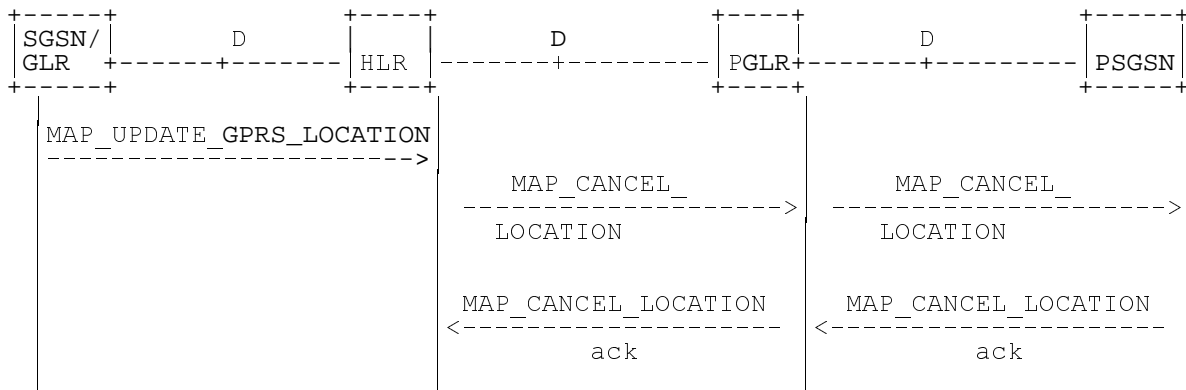 SGSN/
GLR
D
HLR
D
PGLR
D
PSGSN
MAP_UPDATE_GPRS_LOCATION
MAP_CANCEL_
LOCATION
MAP_CANCEL_
LOCATION
MAP_CANCEL_LOCATION
ack
MAP_CANCEL_LOCATION
ack